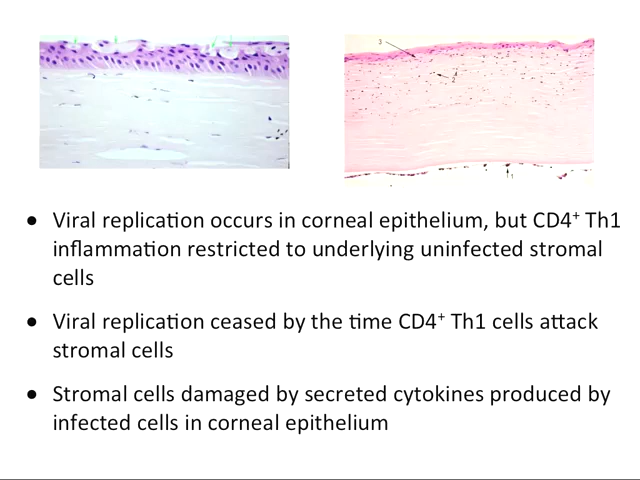 3
● Viral replication occurs in corneal epithelium, but CD4⁺ Th1
inflammation restricted to underlying uninfected stromal
cells
● Viral replication ceased by the time CD4⁺ Th1 cells attack
stromal cells
● Stromal cells damaged by secreted cytokines produced by
infected cells in corneal epithelium